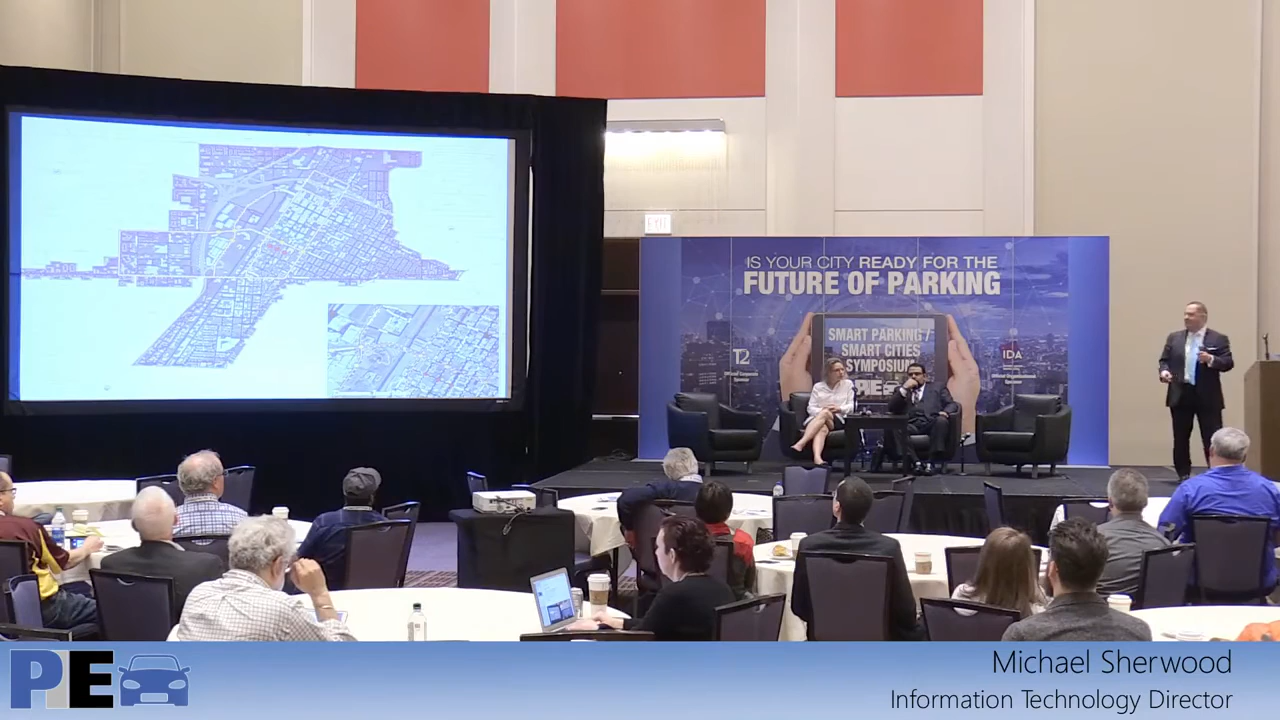 EXIT
IS YOUR CITY READY FOR THE
FUTURE OF PARKING
SMART PARKING /
SMART CITIES
SYMPOSIUM
T2
IDA
PIE
PIE
Michael Sherwood
Information Technology Director